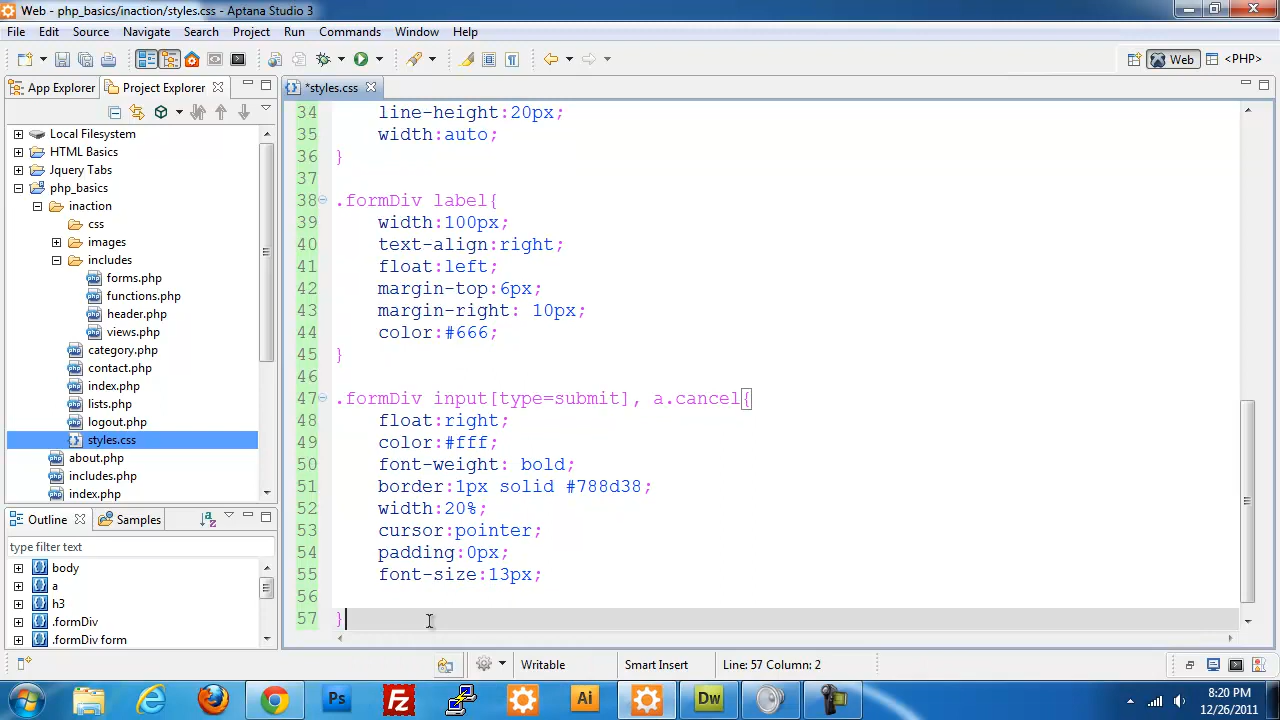 Web - php_basics/inaction/styles.css - Aptana Studio 3
File Edit Source Navigate Search Project Run Commands Window Help
Web <PHP>
App Explorer Project Explorer
*styles.css
Local Filesystem
HTML Basics
Jquery Tabs
php_basics
inaction
css
images
includes
forms.php
functions.php
header.php
views.php
category.php
contact.php
index.php
lists.php
logout.php
styles.css
about.php
includes.php
index.php
Outline Samples
type filter text
body
a
h3
.formDiv
.formDiv form
34 line-height:20px;
35 width:auto;
36 }
37
38 .formDiv label{
39 width:100px;
40 text-align:right;
41 float:left;
42 margin-top:6px;
43 margin-right: 10px;
44 color:#666;
45 }
46
47 .formDiv input[type=submit], a.cancel{
48 float:right;
49 color:#fff;
50 font-weight: bold;
51 border:1px solid #788d38;
52 width:20%;
53 cursor:pointer;
54 padding:0px;
55 font-size:13px;
56
57 }
Writable Smart Insert Line: 57 Column: 2
Ps Fz Ai Dw
8:20 PM
12/26/2011